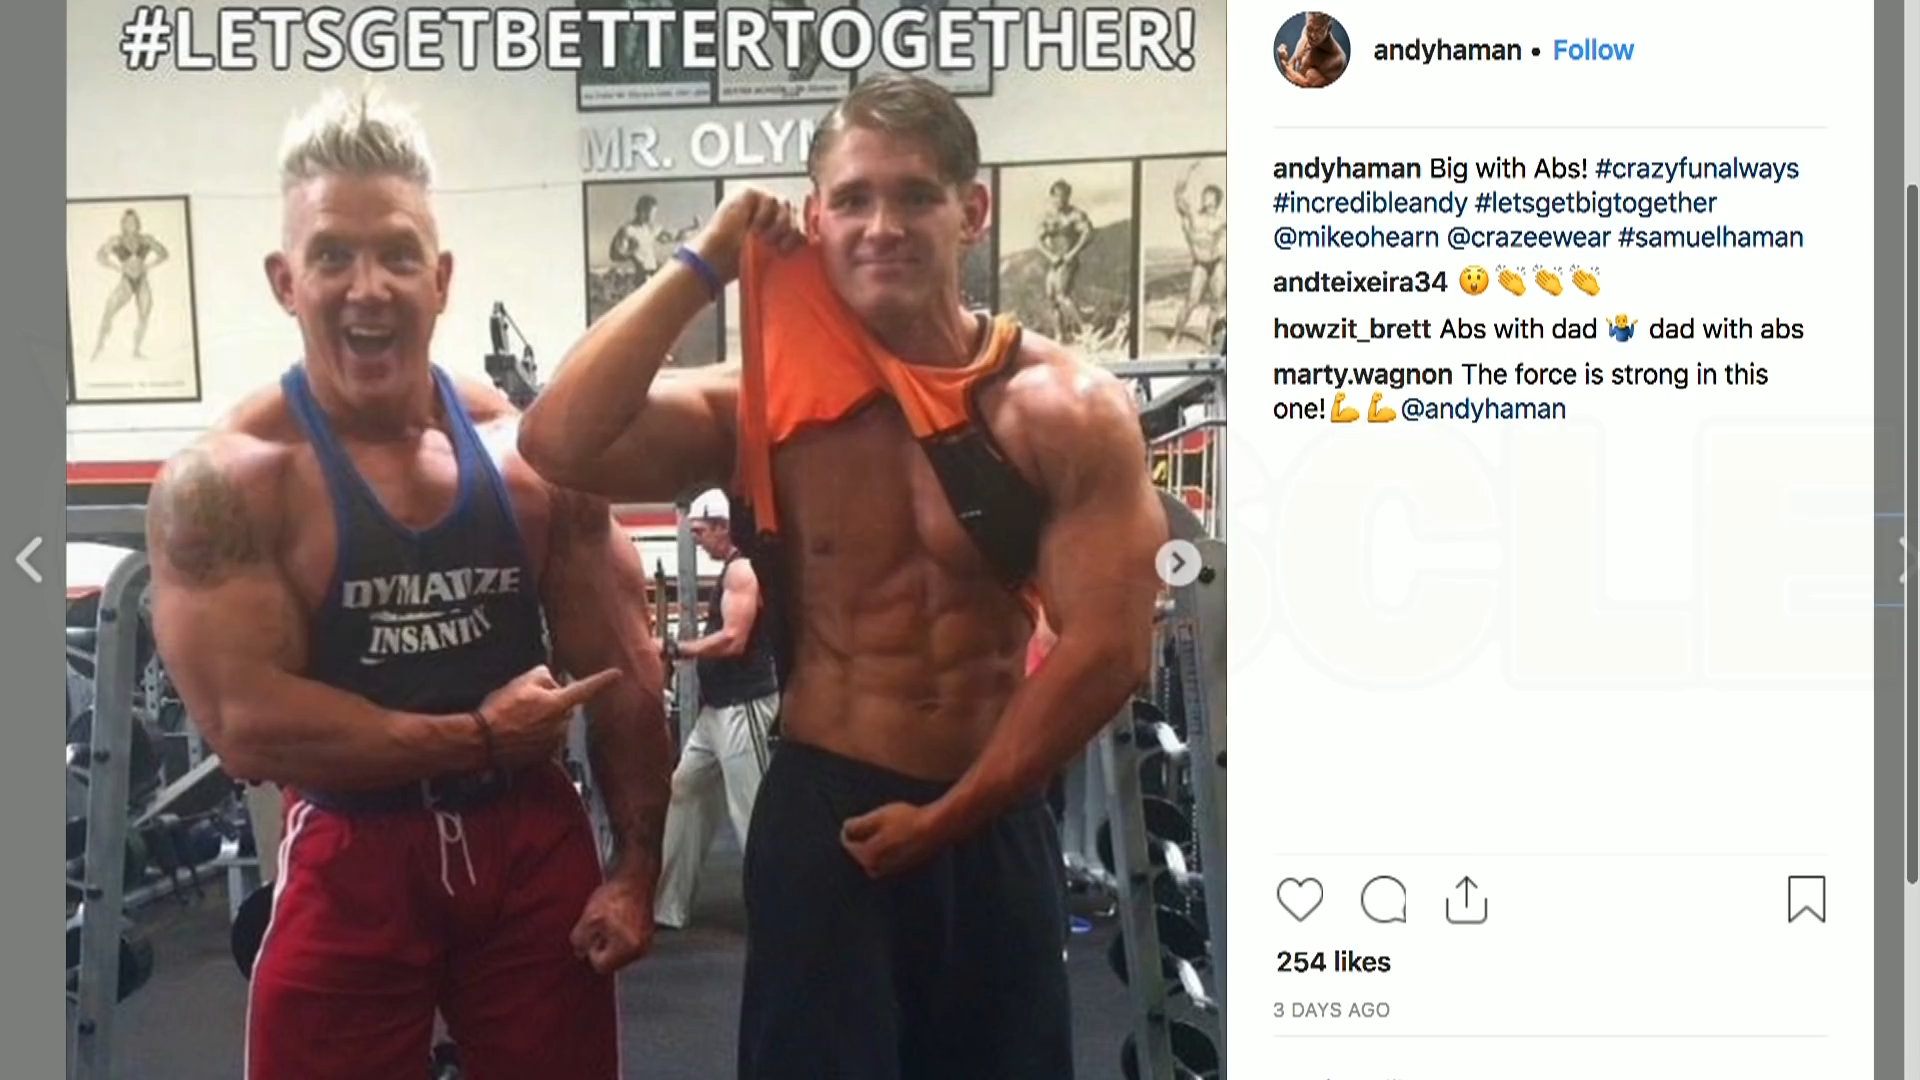 #LETSGETBETTERTOGETHER!
MR. OLYM
DYMATIZE
INSANITY
andyhaman • Follow
andyhaman Big with Abs! #crazyfunalways
#incredibleandy #letsgetbigtogether
@mikeohearn @crazeewear #samuelhaman
andteixeira34 😲👏👏👏
howzit_brett Abs with dad 🤷‍♂️ dad with abs
marty.wagnon The force is strong in this
one!💪💪@andyhaman
254 likes
3 DAYS AGO